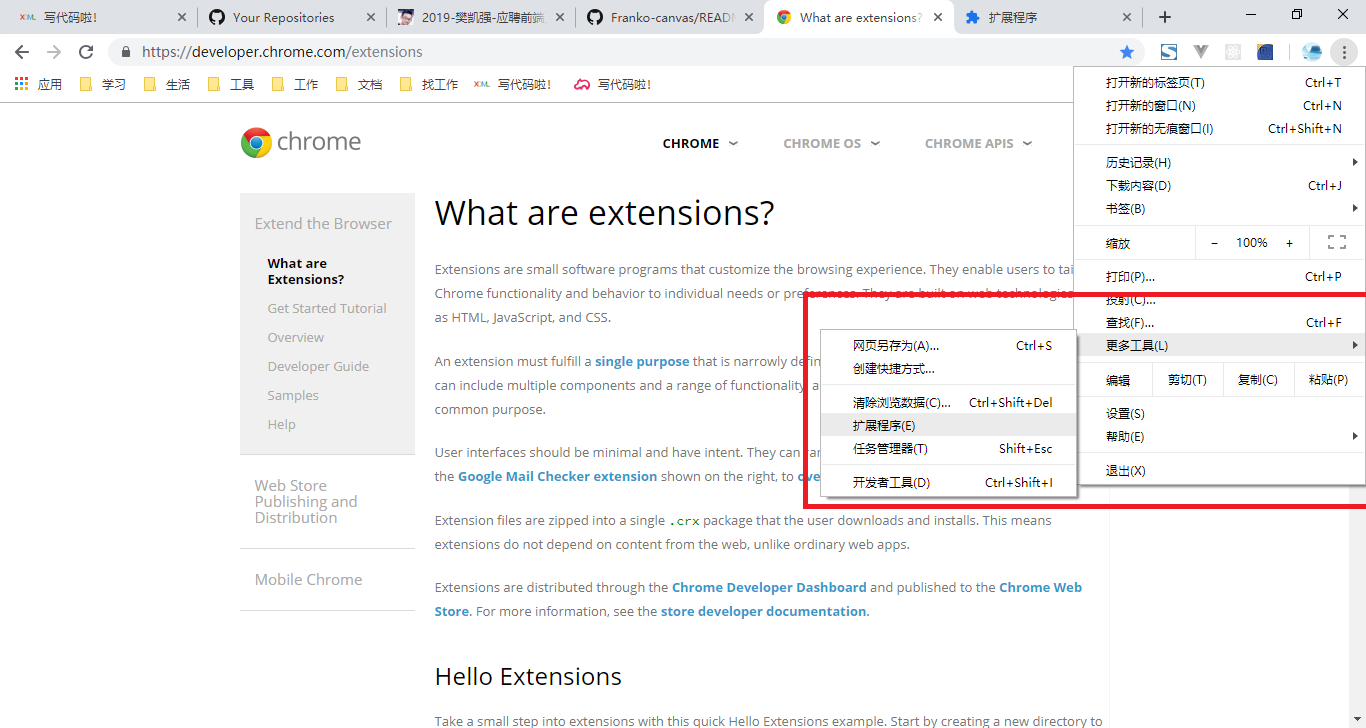 写代码啦!
Your Repositories
2019-樊凯强-应聘前端
Franko-canvas/READ
What are extensions?
扩展程序
https://developer.chrome.com/extensions
应用 学习 生活 工具 工作 文档 找工作 写代码啦! 写代码啦!
chrome
CHROME CHROME OS CHROME APIS
Extend the Browser
What are
Extensions?
Get Started Tutorial
Overview
Developer Guide
Samples
Help
Web Store
Publishing and
Distribution
Mobile Chrome
What are extensions?
Extensions are small software programs that customize the browsing experience. They enable users to tai
Chrome functionality and behavior to individual needs or preferences. They are built on web technologies
as HTML, JavaScript, and CSS.
An extension must fulfill a single purpose that is narrowly defin
can include multiple components and a range of functionality, a
common purpose.
User interfaces should be minimal and have intent. They can ran
the Google Mail Checker extension shown on the right, to ove
Extension files are zipped into a single .crx package that the user downloads and installs. This means
extensions do not depend on content from the web, unlike ordinary web apps.
Extensions are distributed through the Chrome Developer Dashboard and published to the Chrome Web
Store. For more information, see the store developer documentation.
Hello Extensions
Take a small step into extensions with this quick Hello Extensions example. Start by creating a new directory to
打开新的标签页(T) Ctrl+T
打开新的窗口(N) Ctrl+N
打开新的无痕窗口(I) Ctrl+Shift+N
历史记录(H)
下载内容(D) Ctrl+J
书签(B)
缩放 - 100% +
打印(P)... Ctrl+P
投射(C)...
查找(F)... Ctrl+F
更多工具(L)
编辑 剪切(T) 复制(C) 粘贴(P)
设置(S)
帮助(E)
退出(X)
网页另存为(A)... Ctrl+S
创建快捷方式...
清除浏览数据(C)... Ctrl+Shift+Del
扩展程序(E)
任务管理器(T) Shift+Esc
开发者工具(D) Ctrl+Shift+I